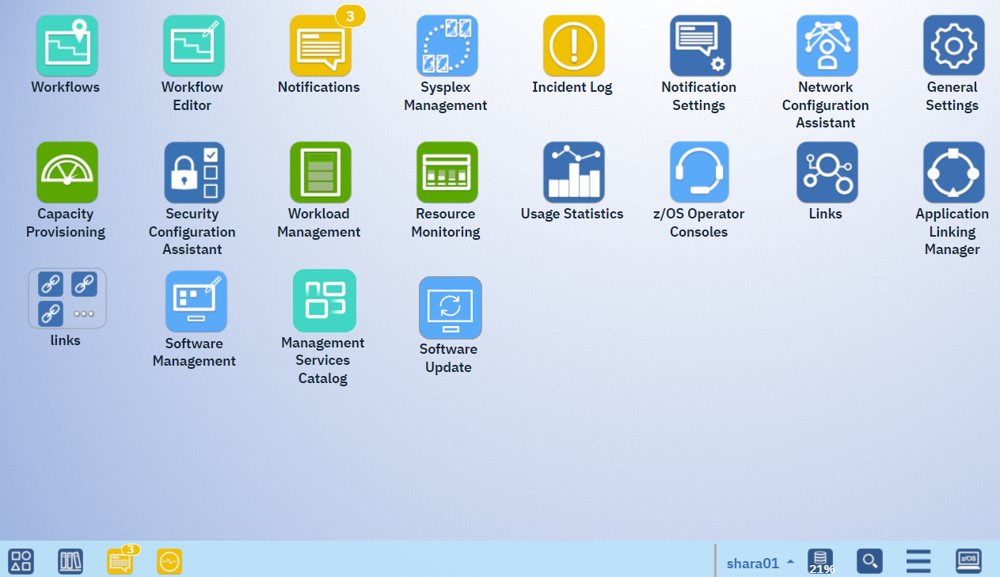 3
Workflows
Workflow
Editor
Notifications
Sysplex
Management
Incident Log
Notification
Settings
Network
Configuration
Assistant
General
Settings
Capacity
Provisioning
Security
Configuration
Assistant
Workload
Management
Resource
Monitoring
Usage Statistics
z/OS Operator
Consoles
Links
Application
Linking
Manager
links
Software
Management
Management
Services
Catalog
Software
Update
3
shara01
21%
z/OS